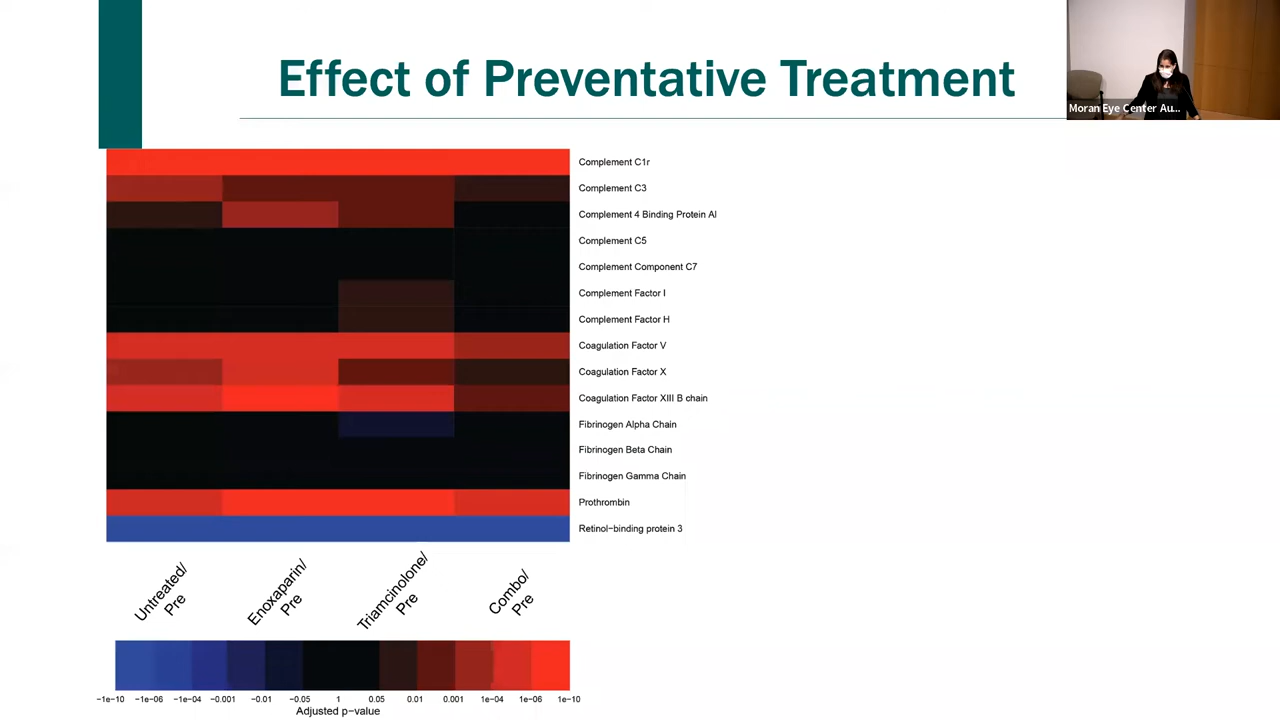 Effect of Preventative Treatment
Moran Eye Center Au...
Complement C1r
Complement C3
Complement 4 Binding Protein Al
Complement C5
Complement Component C7
Complement Factor I
Complement Factor H
Coagulation Factor V
Coagulation Factor X
Coagulation Factor XIII B chain
Fibrinogen Alpha Chain
Fibrinogen Beta Chain
Fibrinogen Gamma Chain
Prothrombin
Retinol−binding protein 3
Untreated/
Pre
Enoxaparin/
Pre
Triamcinolone/
Pre
Combo/
Pre
−1e−10 −1e−06 −1e−04 −0.001 −0.01 −0.05 1 0.05 0.01 0.001 1e−04 1e−06 1e−10
Adjusted p−value